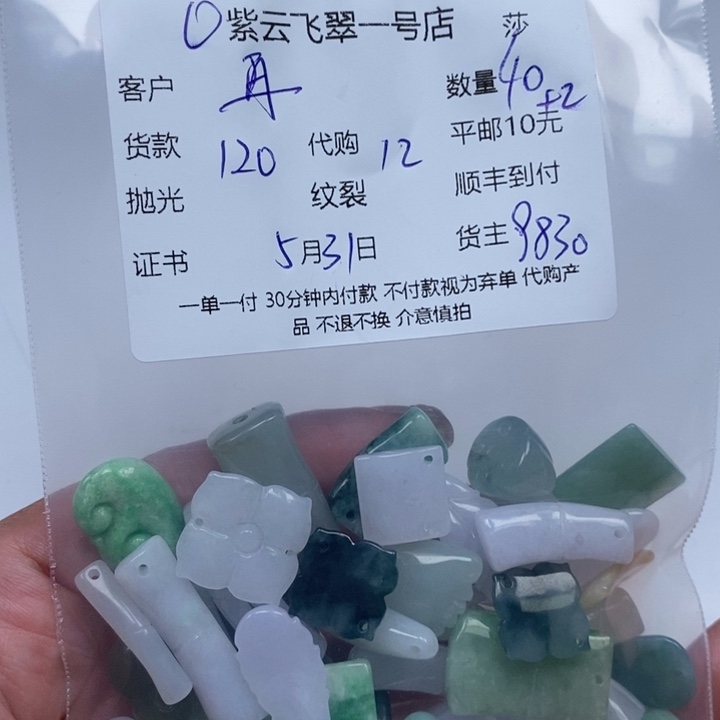 O紫云飞翠一号店 莎
客户 再 数量 40+2
货款 120 代购 12 平邮10元
抛光 纹裂 顺丰到付
证书 5月31日 货主 9830
一单一付 30分钟内付款 不付款视为弃单 代购产
品 不退不换 介意慎拍